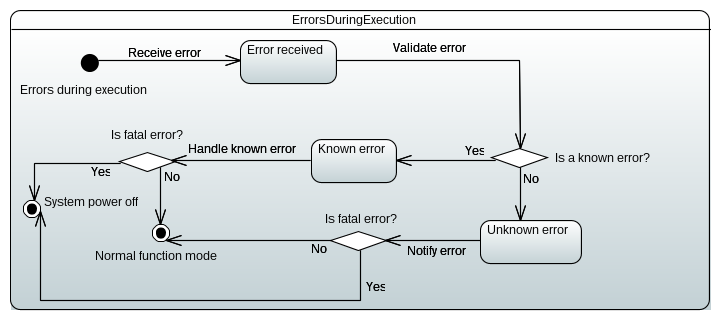 ErrorsDuringExecution
Receive error
Error received
Validate error
Errors during execution
Is fatal error?
Handle known error
Known error
Yes
Is a known error?
Yes
No
No
System power off
Is fatal error?
Unknown error
No
Notify error
Normal function mode
Yes